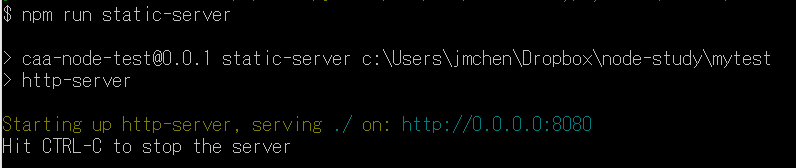 $ npm run static-server
> caa-node-test@0.0.1 static-server c:\Users\jmchen\Dropbox\node-study\mytest
> http-server
Starting up http-server, serving ./ on: http://0.0.0.0:8080
Hit CTRL-C to stop the server